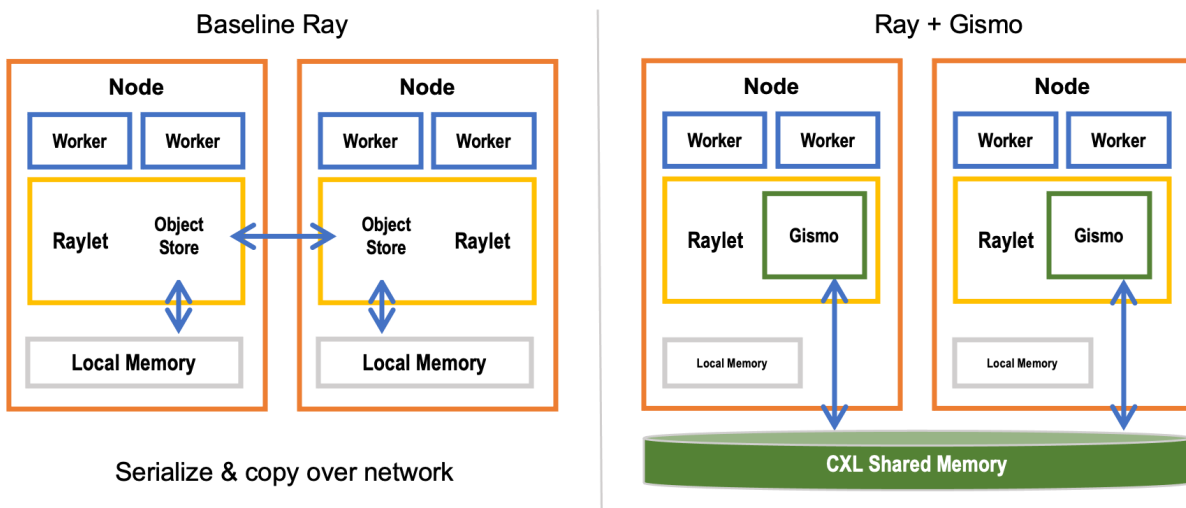 Baseline Ray
Node
Worker
Worker
Raylet
Object
Store
Local Memory
Node
Worker
Worker
Object
Store
Raylet
Local Memory
Serialize & copy over network
Ray + Gismo
Node
Worker
Worker
Raylet
Gismo
Local Memory
Node
Worker
Worker
Raylet
Gismo
Local Memory
CXL Shared Memory